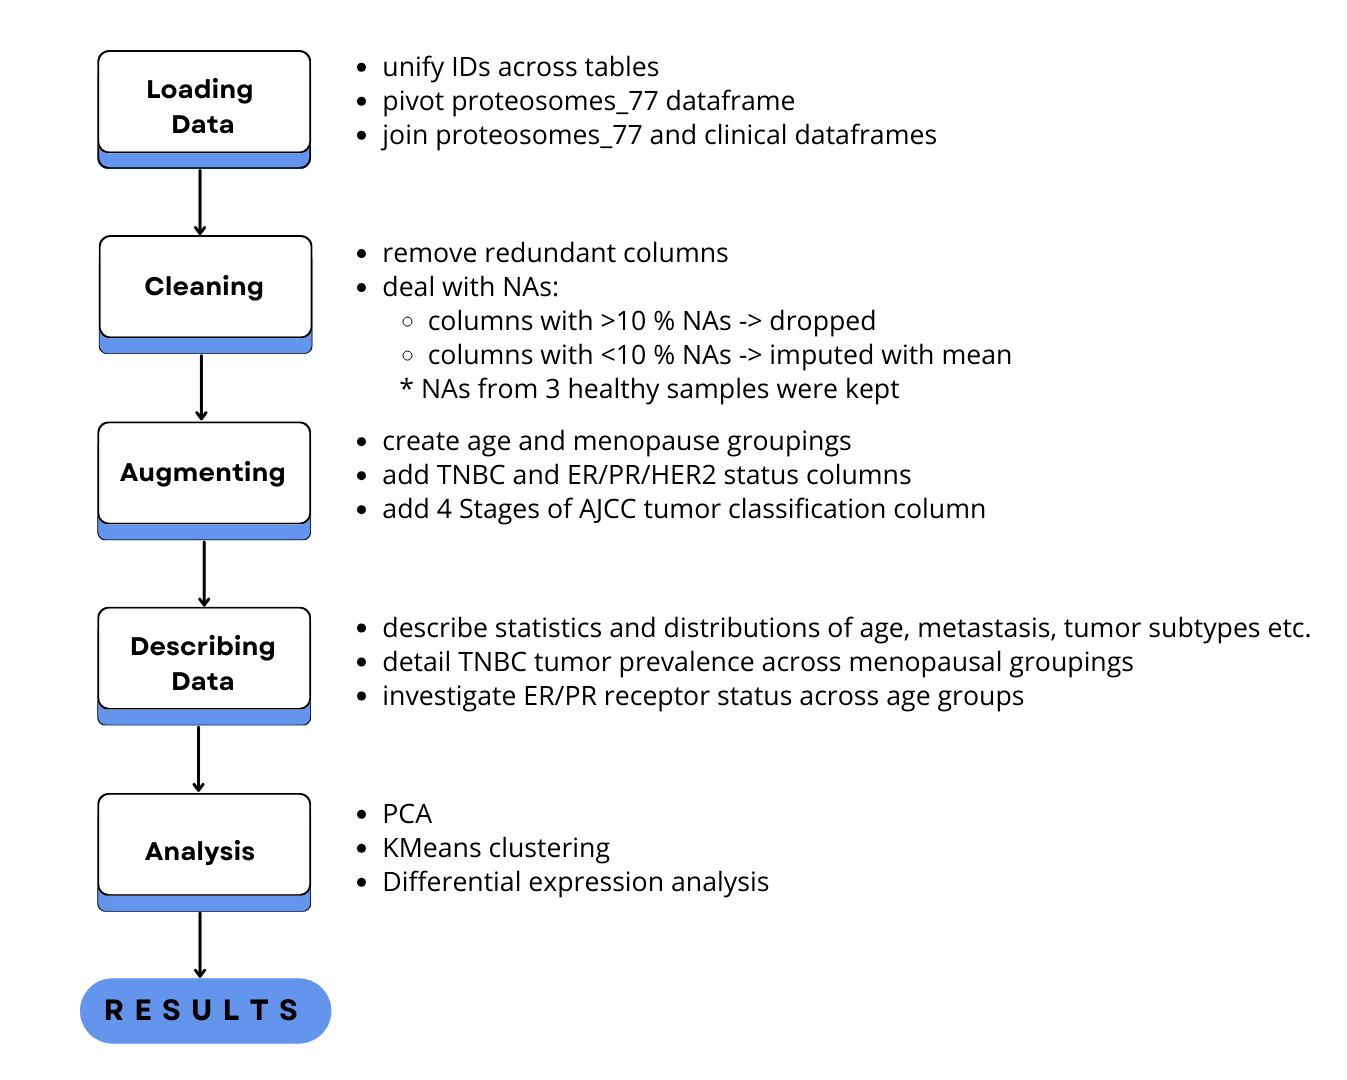 Loading
Data
• unify IDs across tables
• pivot proteosomes_77 dataframe
• join proteosomes_77 and clinical dataframes
Cleaning
• remove redundant columns
• deal with NAs:
○ columns with >10 % NAs -> dropped
○ columns with <10 % NAs -> imputed with mean
* NAs from 3 healthy samples were kept
Augmenting
• create age and menopause groupings
• add TNBC and ER/PR/HER2 status columns
• add 4 Stages of AJCC tumor classification column
Describing
Data
• describe statistics and distributions of age, metastasis, tumor subtypes etc.
• detail TNBC tumor prevalence across menopausal groupings
• investigate ER/PR receptor status across age groups
Analysis
• PCA
• KMeans clustering
• Differential expression analysis
RESULTS